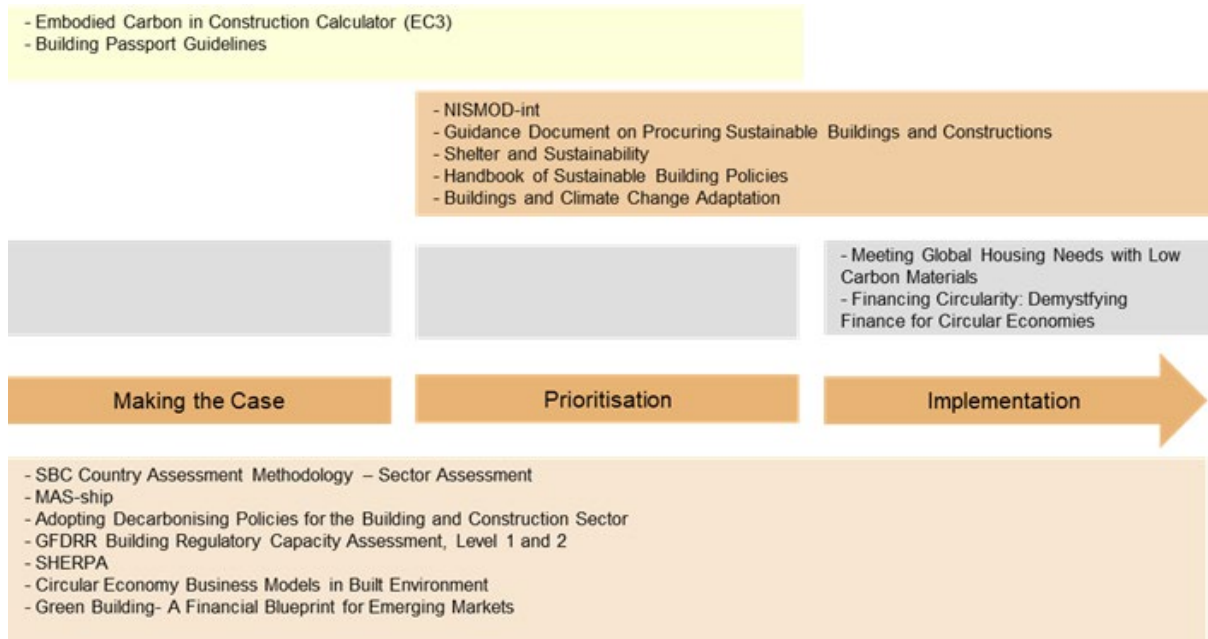 - Embodied Carbon in Construction Calculator (EC3)
- Building Passport Guidelines
- NISMOD-int
- Guidance Document on Procuring Sustainable Buildings and Constructions
- Shelter and Sustainability
- Handbook of Sustainable Building Policies
- Buildings and Climate Change Adaptation
- Meeting Global Housing Needs with Low
Carbon Materials
- Financing Circularity: Demystfying
Finance for Circular Economies
Making the Case
Prioritisation
Implementation
- SBC Country Assessment Methodology – Sector Assessment
- MAS-ship
- Adopting Decarbonising Policies for the Building and Construction Sector
- GFDRR Building Regulatory Capacity Assessment, Level 1 and 2
- SHERPA
- Circular Economy Business Models in Built Environment
- Green Building- A Financial Blueprint for Emerging Markets